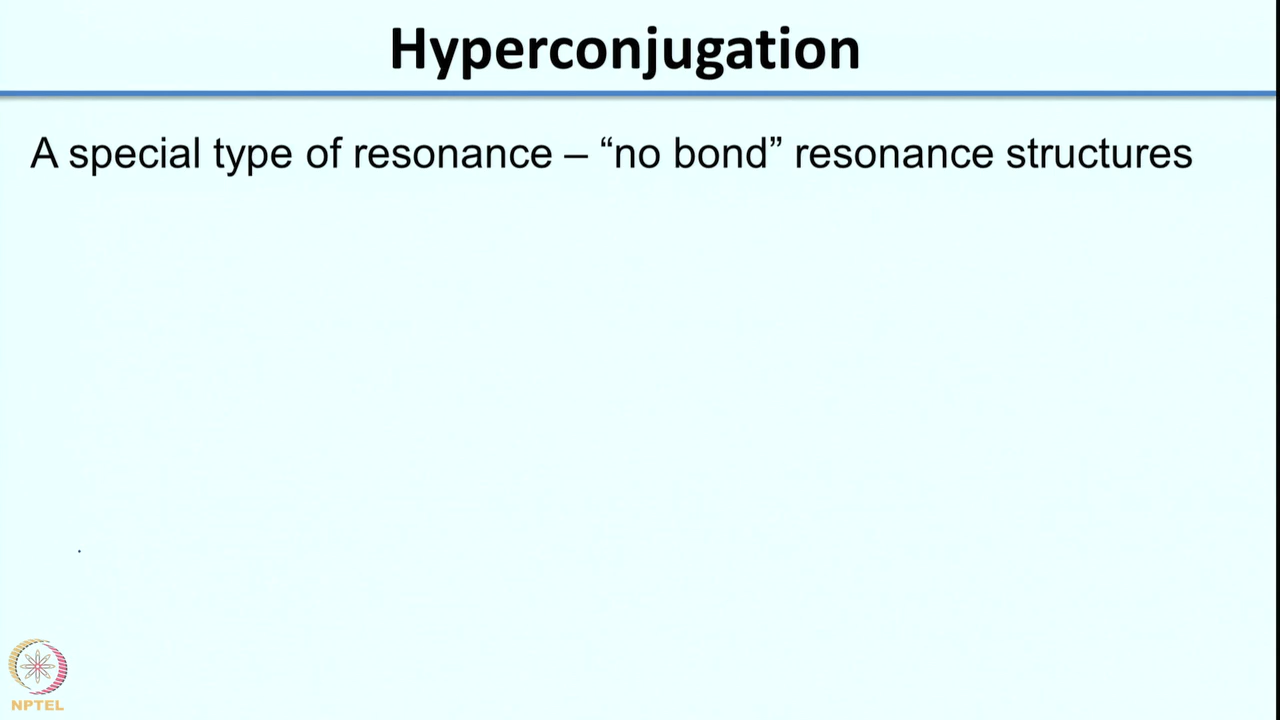 Hyperconjugation
A special type of resonance – “no bond” resonance structures
NPTEL